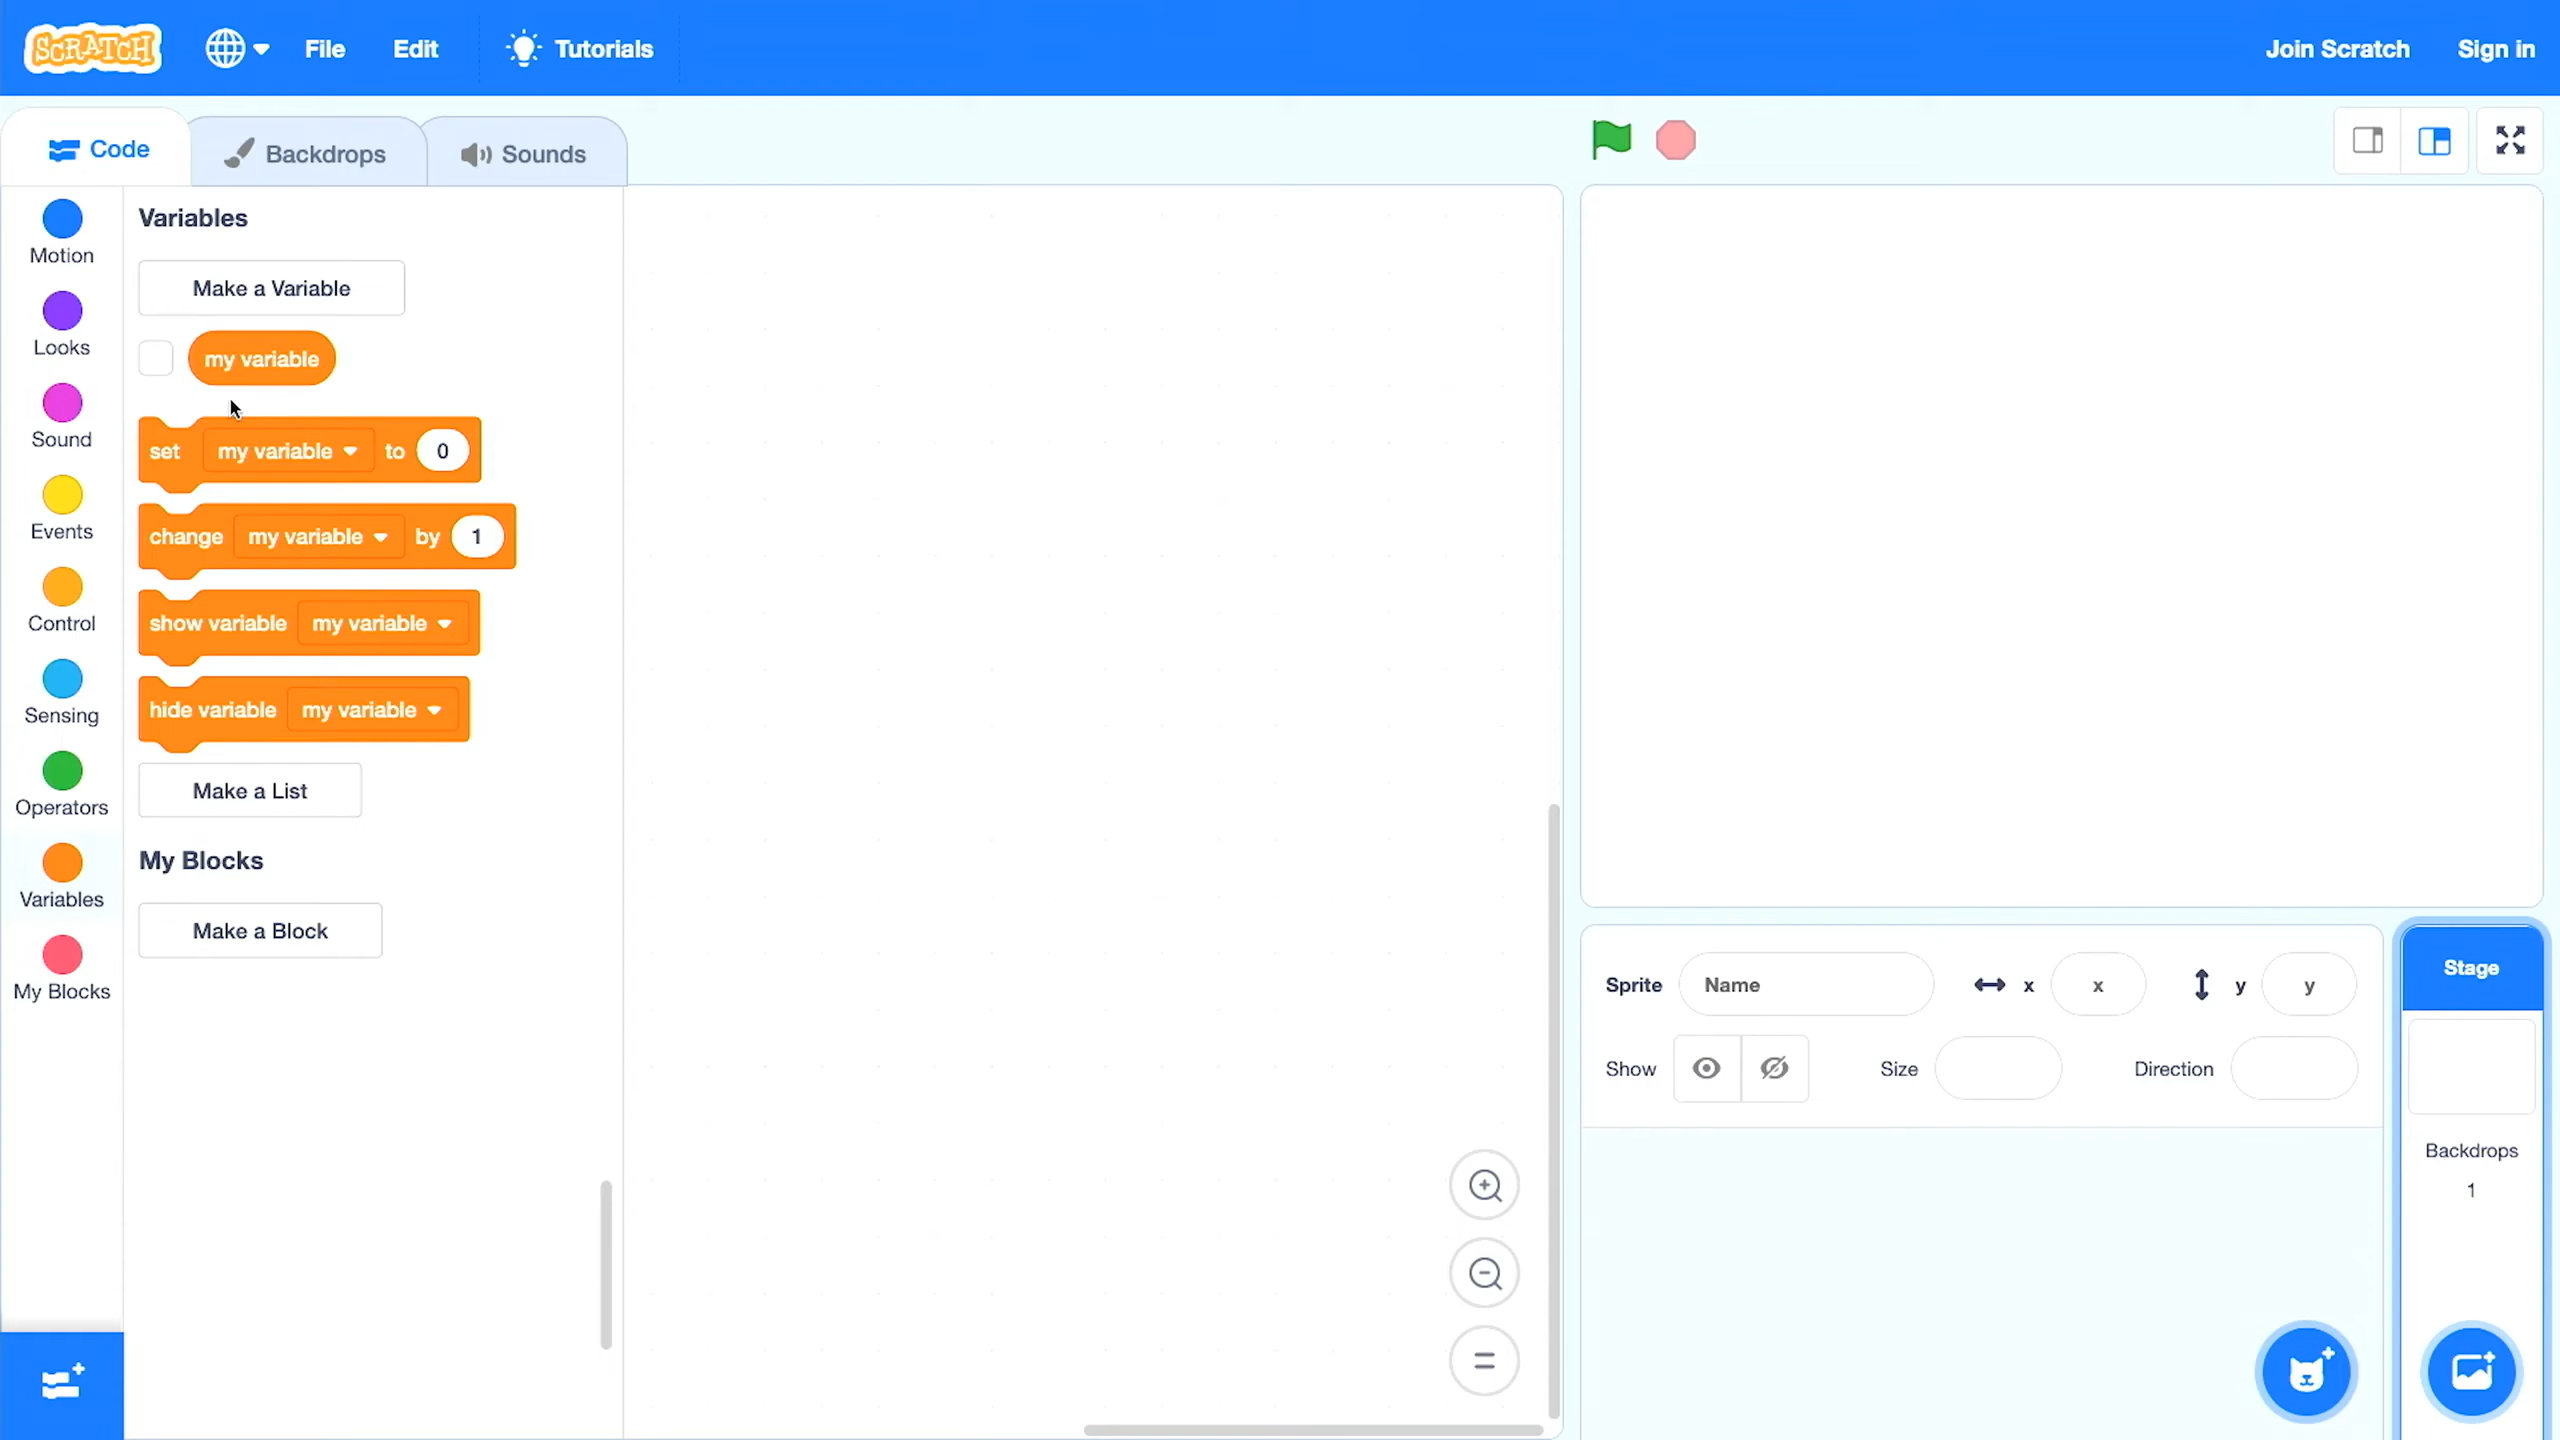 SCRATCH File Edit Tutorials Join Scratch Sign in
Code Backdrops Sounds
Motion
Looks
Sound
Events
Control
Sensing
Operators
Variables
My Blocks
Variables
Make a Variable
my variable
set my variable to 0
change my variable by 1
show variable my variable
hide variable my variable
Make a List
My Blocks
Make a Block
Sprite Name x x y y
Show Size Direction
Stage
Backdrops
1